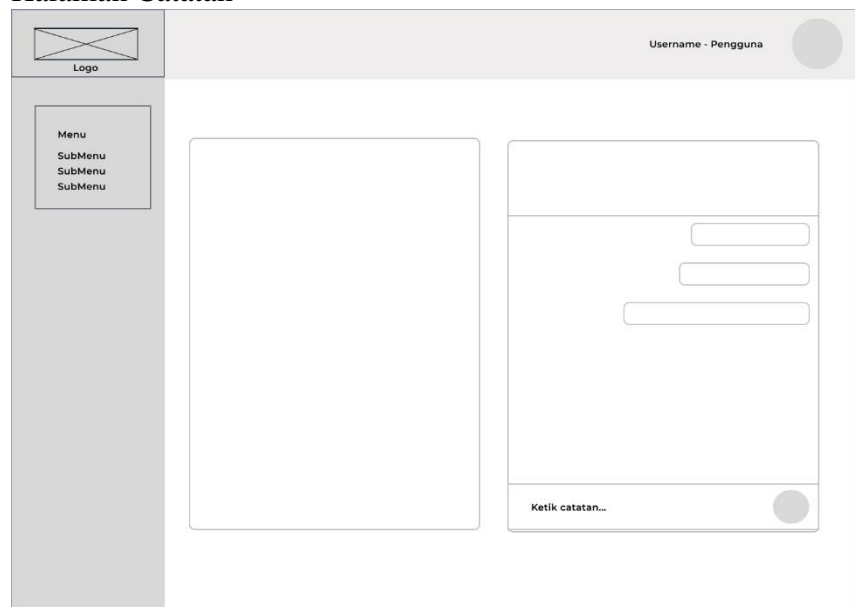 Halaman Catatan
Logo
Username - Pengguna
Menu
SubMenu
SubMenu
SubMenu
Ketik catatan...